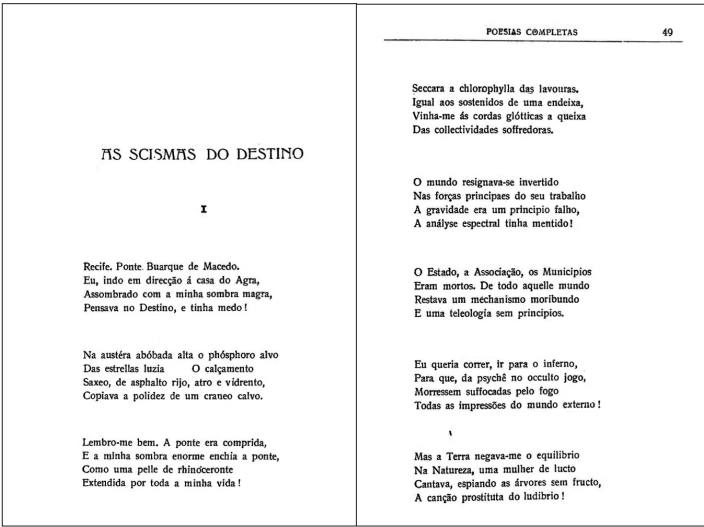 AS SCISMAS DO DESTINO
I
Recife. Ponte Buarque de Macedo.
Eu, indo em direcção á casa do Agra,
Assombrado com a minha sombra magra,
Pensava no Destino, e tinha medo!
Na austéra abóbada alta o phósphoro alvo
Das estrellas luzia O calçamento
Saxeo, de asphalto rijo, atro e vidrento,
Copiava a polidez de um craneo calvo.
Lembro-me bem. A ponte era comprida,
E a minha sombra enorme enchia a ponte,
Como uma pelle de rhinóceronte
Extendida por toda a minha vida!
POESIAS COMPLETAS 49
Seccara a chlorophylla das lavouras.
Igual aos sostenidos de uma endeixa,
Vinha-me ás cordas glótticas a queixa
Das collectividades soffredoras.
O mundo resignava-se invertido
Nas forças principaes do seu trabalho
A gravidade era um principio falho,
A anályse espectral tinha mentido!
O Estado, a Associação, os Municipios
Eram mortos. De todo aquelle mundo
Restava um méchanismo moribundo
E uma teleologia sem principios.
Eu queria correr, ir para o inferno,
Para que, da psychê no occulto jogo,
Morressem suffocadas pelo fogo
Todas as impressões do mundo externo!
Mas a Terra negava-me o equilibrio
Na Natureza, uma mulher de lucto
Cantava, espiando as árvores sem fructo,
A canção prostituta do ludibrio!